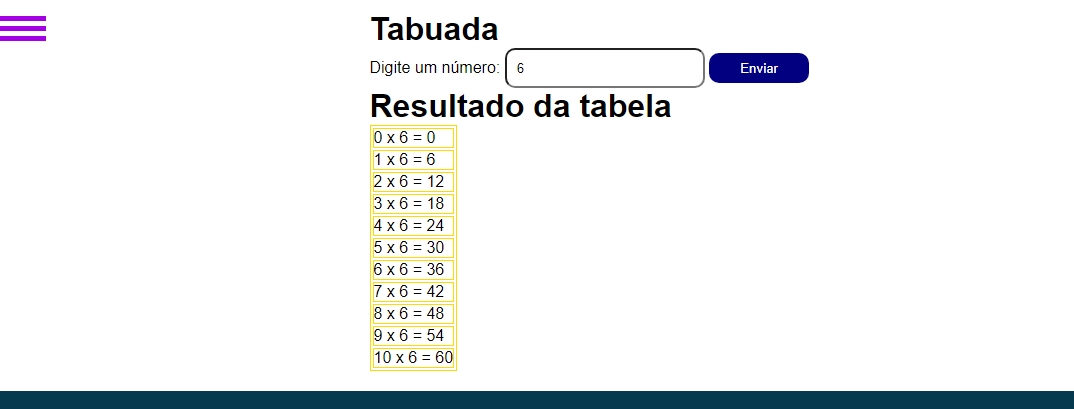 Tabuada
Digite um número: 6 Enviar
Resultado da tabela
0 x 6 = 0
1 x 6 = 6
2 x 6 = 12
3 x 6 = 18
4 x 6 = 24
5 x 6 = 30
6 x 6 = 36
7 x 6 = 42
8 x 6 = 48
9 x 6 = 54
10 x 6 = 60